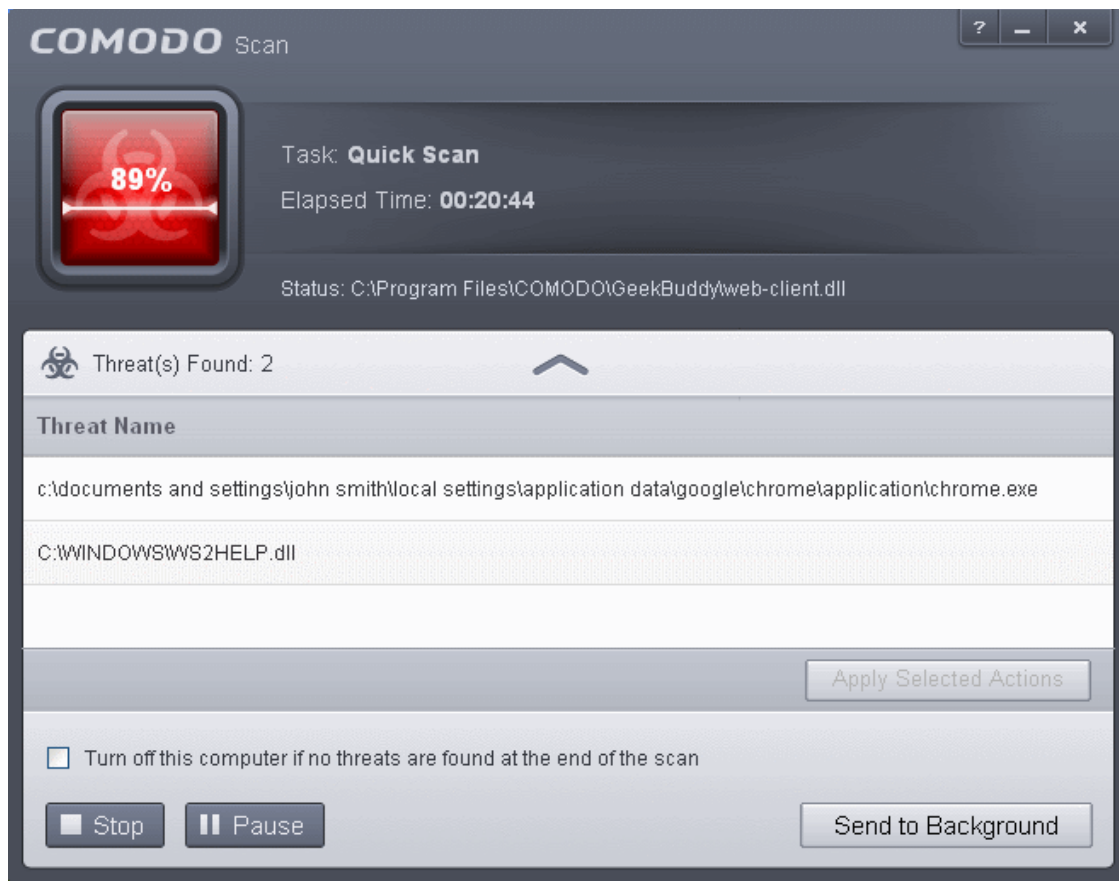 COMODO Scan
?
89%
Task: Quick Scan
Elapsed Time: 00:20:44
Status: C:\Program Files\COMODO\GeekBuddy\web-client.dll
Threat(s) Found: 2
Threat Name
c:\documents and settings\john smith\local settings\application data\google\chrome\application\chrome.exe
C:\WINDOWS\WS2HELP.dll
Apply Selected Actions
Turn off this computer if no threats are found at the end of the scan
Stop
Pause
Send to Background